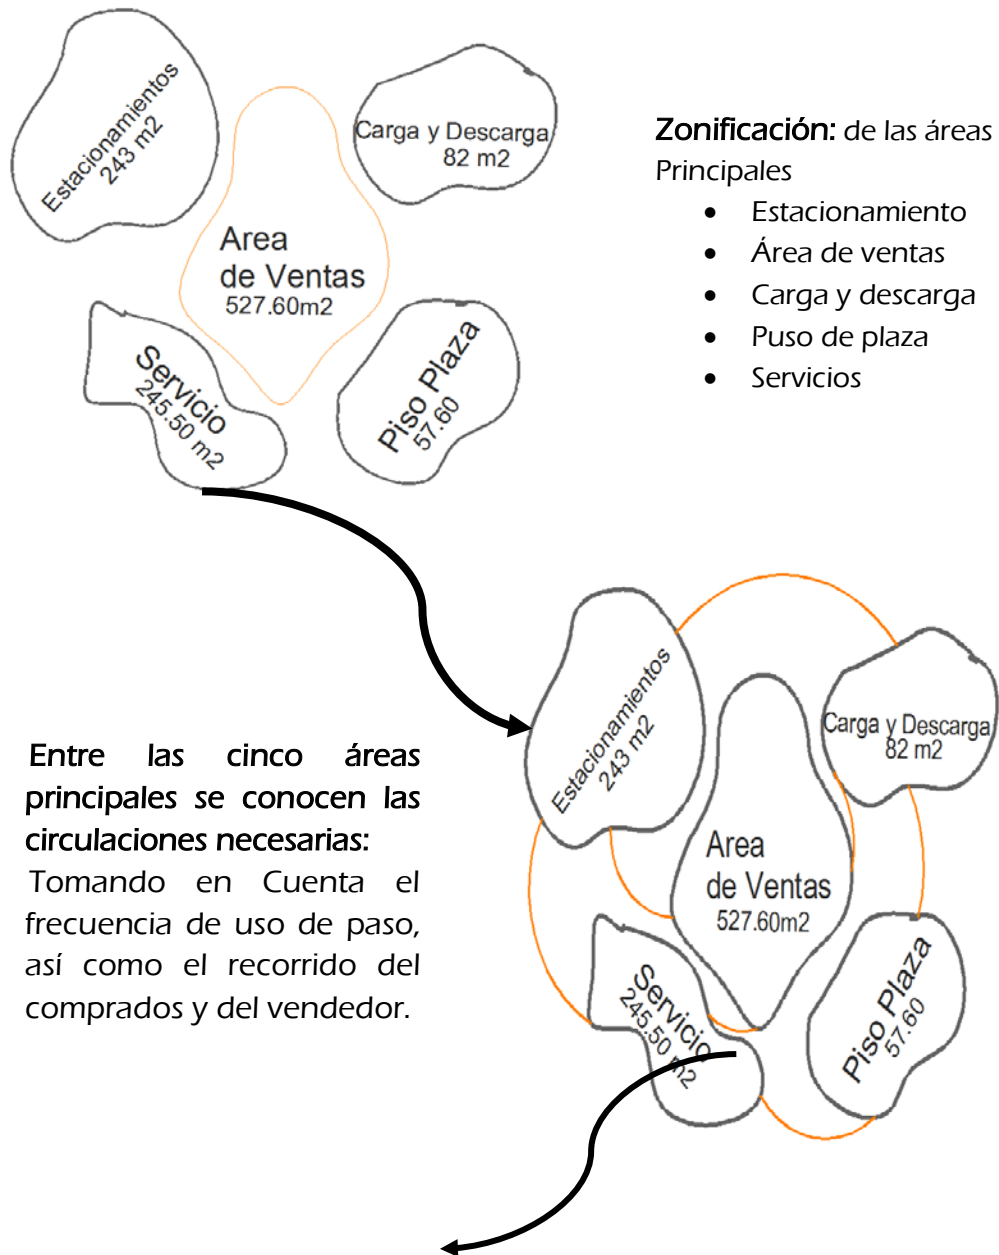 Estacionamientos
243 m2
Carga y Descarga
82 m2
Area
de Ventas
527.60m2
Servicio
245.50 m2
Piso Plaza
57.60
Zonificación: de las áreas
Principales
• Estacionamiento
• Área de ventas
• Carga y descarga
• Puso de plaza
• Servicios
Entre las cinco áreas
principales se conocen las
circulaciones necesarias:
Tomando en Cuenta el
frecuencia de uso de paso,
así como el recorrido del
comprados y del vendedor.
Estacionamientos
243 m2
Carga y Descarga
82 m2
Area
de Ventas
527.60m2
Servicio
245.50 m2
Piso Plaza
57.60